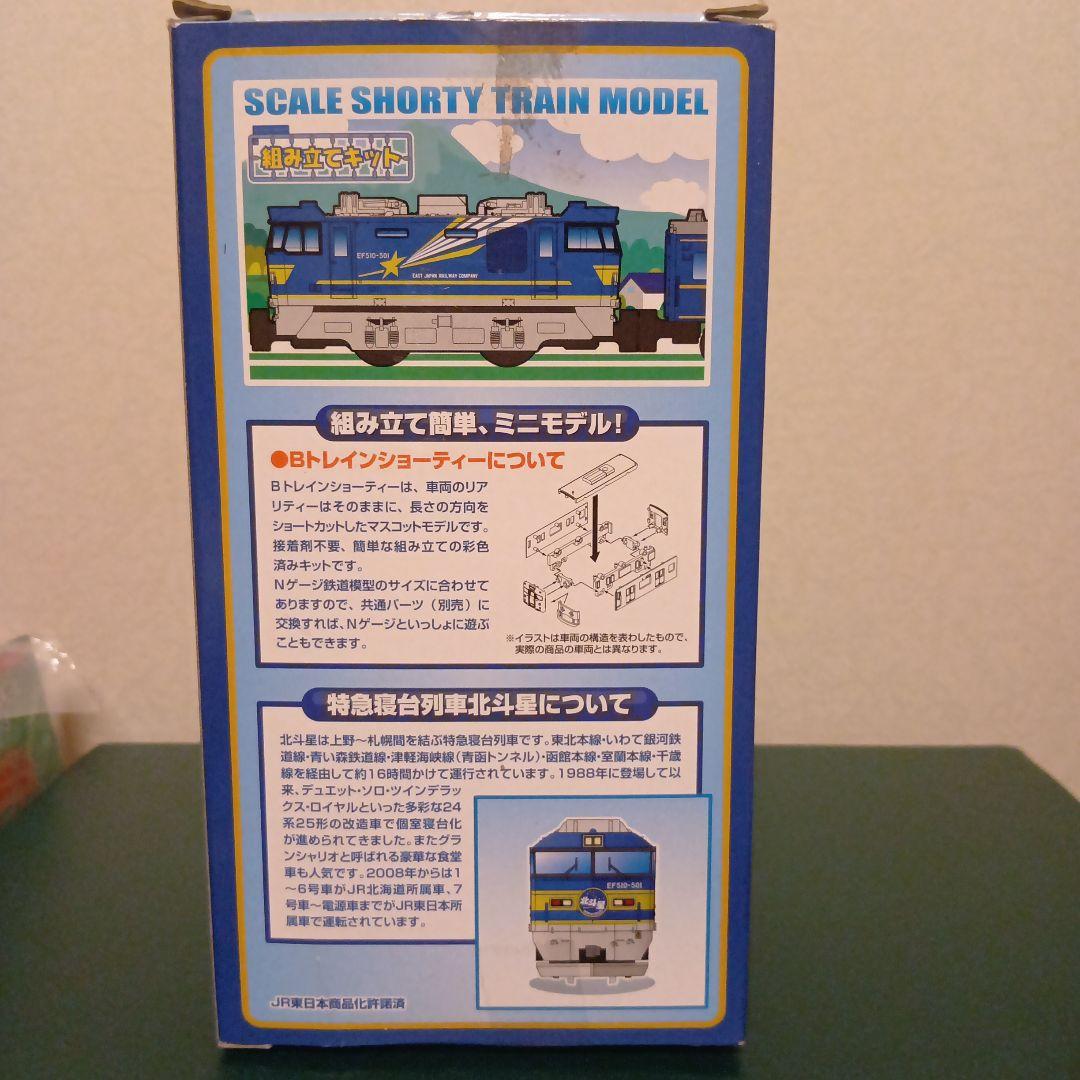 SCALE SHORTY TRAIN MODEL
組み立てキット
EF510-501
EAST JAPAN RAILWAY COMPANY
組み立て簡単、ミニモデル!
●Bトレインショーティーについて
Bトレインショーティーは、車両のリア
リティーはそのままに、長さの方向を
ショートカットしたマスコットモデルです。
接着剤不要、簡単な組み立ての彩色
済みキットです。
Nゲージ鉄道模型のサイズに合わせて
ありますので、共通パーツ（別売）に
交換すれば、Nゲージといっしょに遊ぶ
こともできます。
※イラストは車両の構造を表わしたもので、
実際の商品の車両とは異なります。
特急寝台列車北斗星について
北斗星は上野〜札幌間を結ぶ特急寝台列車です。東北本線・いわて銀河鉄
道線・青い森鉄道線・津軽海峡線（青函トンネル）・函館本線・室蘭本線・千歳
線を経由して約16時間かけて運行されています。1988年に登場して以
来、デュエット・ソロ・ツインデラッ
クス・ロイヤルといった多彩な24
系25形の改造車で個室寝台化
が進められてきました。またグラ
ンシャリオと呼ばれる豪華な食堂
車も人気です。2008年からは1
〜6号車がJR北海道所属車、7
号車〜電源車までがJR東日本所
属車で運転されています。
EF510-501
北斗星
JR東日本商品化許諾済